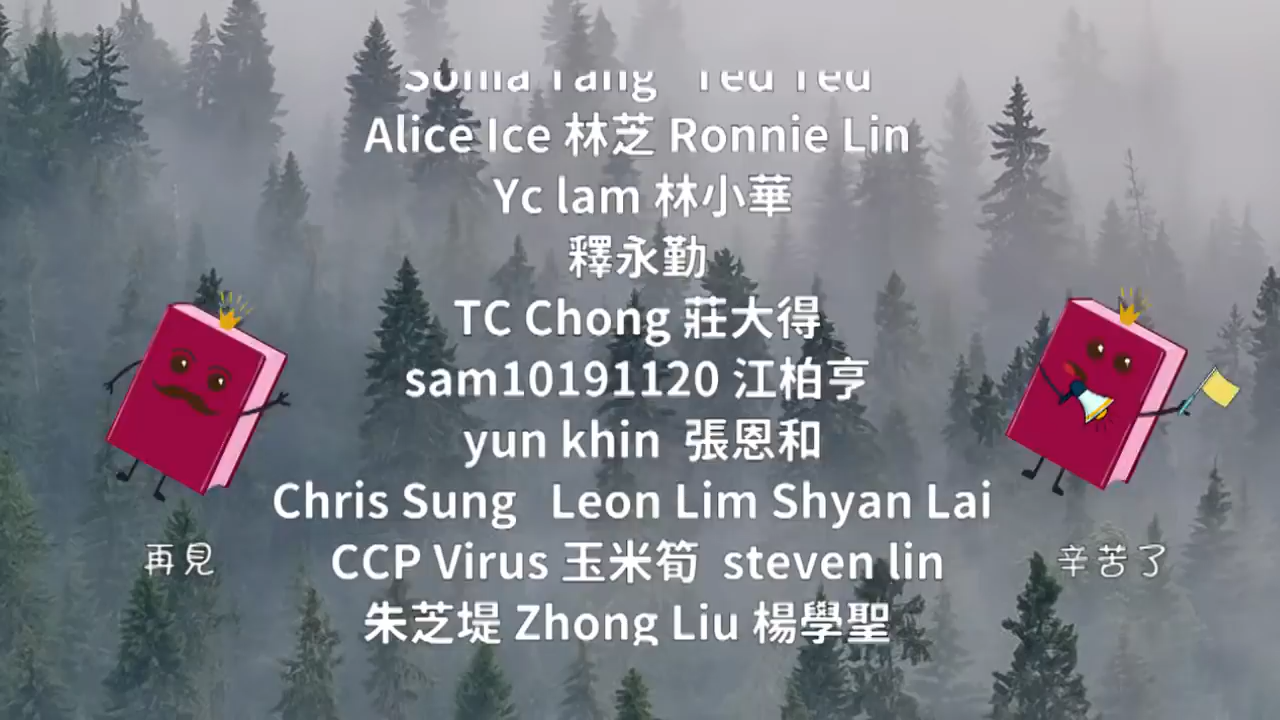 Alice Ice 林芝 Ronnie Lin
Yc lam 林小華
釋永勤
TC Chong 莊大得
sam10191120 江柏亨
yun khin 張恩和
Chris Sung Leon Lim Shyan Lai
CCP Virus 玉米筍 steven lin
朱芝堤 Zhong Liu 楊學聖
再見
辛苦了